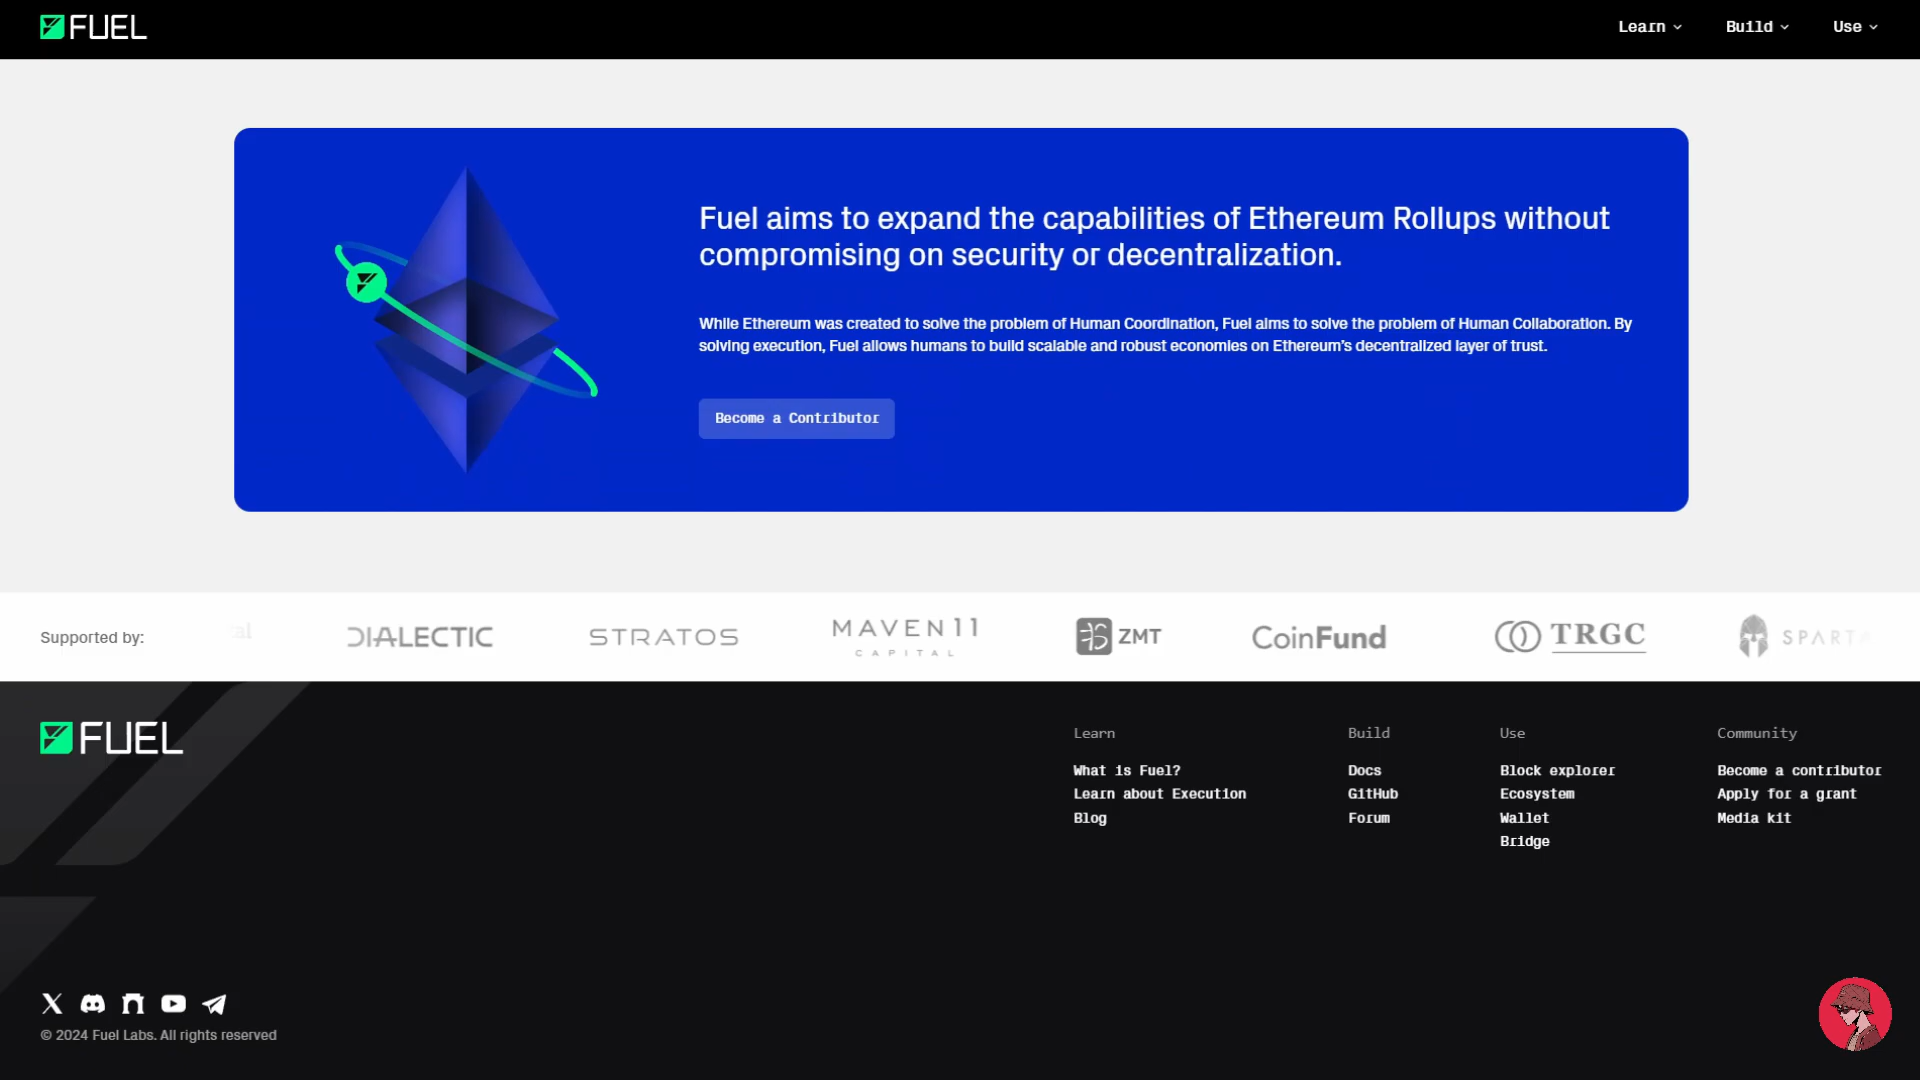 FUEL
Learn
Build
Use
Fuel aims to expand the capabilities of Ethereum Rollups without
compromising on security or decentralization.
While Ethereum was created to solve the problem of Human Coordination, Fuel aims to solve the problem of Human Collaboration. By
solving execution, Fuel allows humans to build scalable and robust economies on Ethereum's decentralized layer of trust.
Become a Contributor
Supported by:
DIALECTIC
STRATOS
MAVEN 11
CAPITAL
ZMT
CoinFund
TRGC
FUEL
Learn
What is Fuel?
Learn about Execution
Blog
Build
Docs
GitHub
Forum
Use
Block explorer
Ecosystem
Wallet
Bridge
Community
Become a contributor
Apply for a grant
Media kit
© 2024 Fuel Labs. All rights reserved